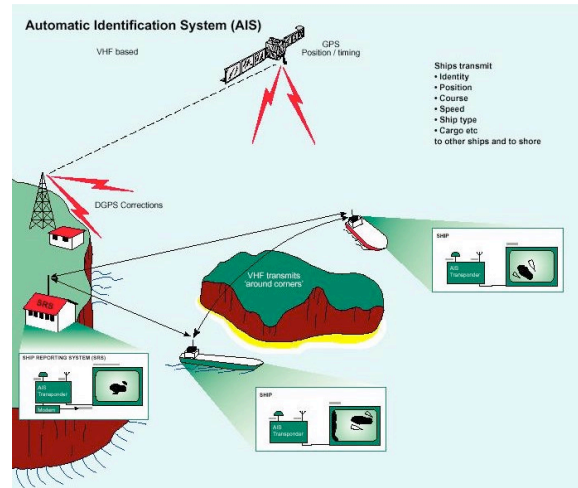 Automatic Identification System (AIS)
VHF based
GPS
Position / timing
Ships transmit
• Identity
• Position
• Course
• Speed
• Ship type
• Cargo etc
to other ships and to shore
DGPS Corrections
SHIP
AIS
Transponder
VHF transmits
'around corners'
SRS
SHIP REPORTING SYSTEM (SRS)
AIS
Transponder
Modem
SHIP
AIS
Transponder